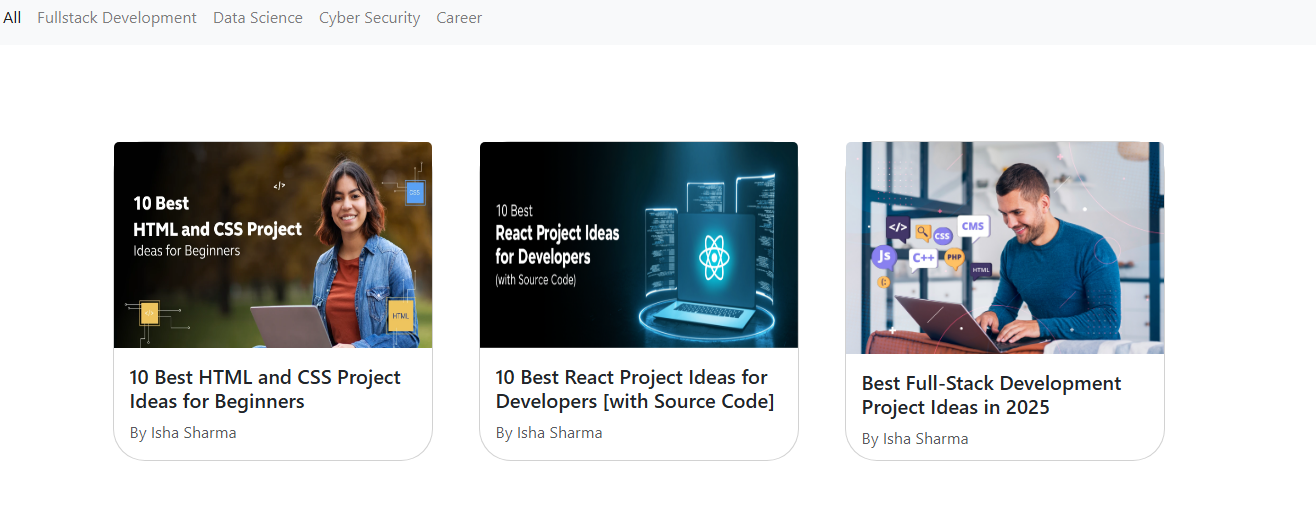 All Fullstack Development Data Science Cyber Security Career
10 Best
HTML and CSS Project
Ideas for Beginners
</>
CSS
</>
HTML
10 Best
React Project Ideas
for Developers
(with Source Code)
</>
CSS
CMS
JS
C++
PHP
HTML
10 Best HTML and CSS Project
Ideas for Beginners
By Isha Sharma
10 Best React Project Ideas for
Developers [with Source Code]
By Isha Sharma
Best Full-Stack Development
Project Ideas in 2025
By Isha Sharma